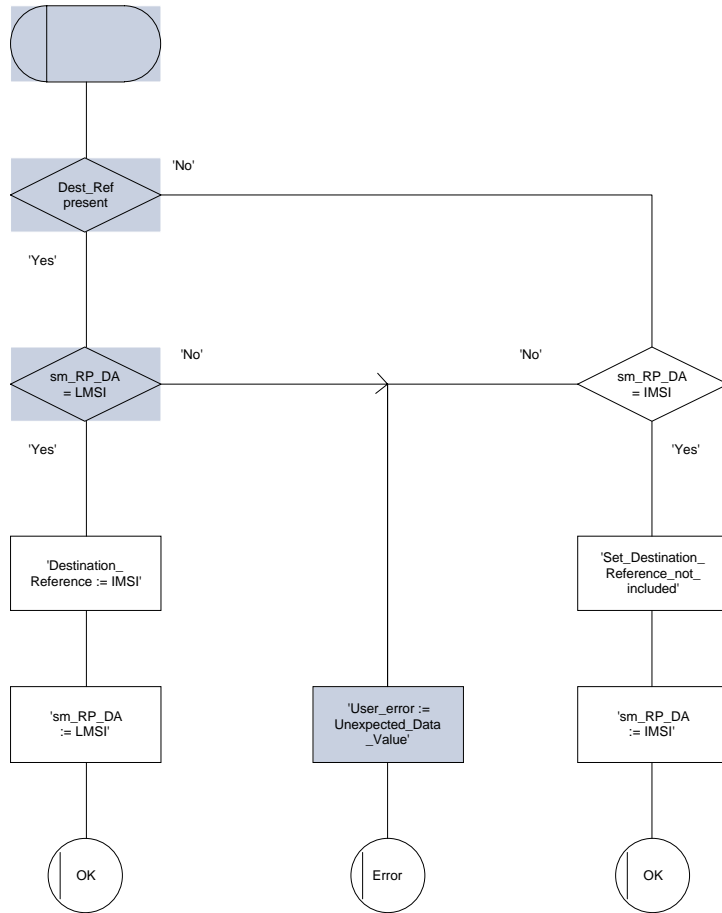 'No'
Dest_Ref
present
'Yes'
'No'
'No'
sm_RP_DA
= LMSI
sm_RP_DA
= IMSI
'Yes'
'Yes'
'Destination_
Reference := IMSI'
'Set_Destination_
Reference_not_
included'
'sm_RP_DA
:= LMSI'
'User_error :=
Unexpected_Data
_Value'
'sm_RP_DA
:= IMSI'
OK
Error
OK